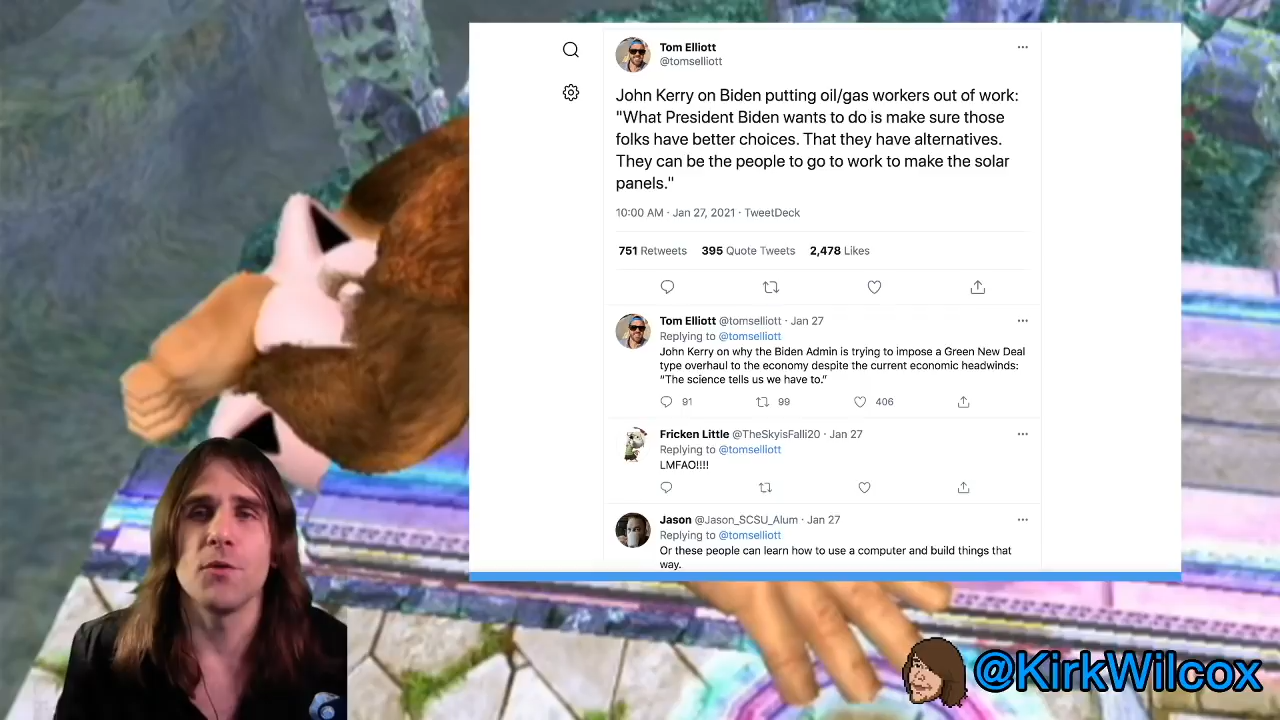 Tom Elliott
@tomselliott
John Kerry on Biden putting oil/gas workers out of work:
"What President Biden wants to do is make sure those
folks have better choices. That they have alternatives.
They can be the people to go to work to make the solar
panels."
10:00 AM · Jan 27, 2021 · TweetDeck
751 Retweets 395 Quote Tweets 2,478 Likes
Tom Elliott @tomselliott · Jan 27
Replying to @tomselliott
John Kerry on why the Biden Admin is trying to impose a Green New Deal
type overhaul to the economy despite the current economic headwinds:
“The science tells us we have to.”
91 99 406
Fricken Little @TheSkyisFalli20 · Jan 27
Replying to @tomselliott
LMFAO!!!!
Jason @Jason_SCSU_Alum · Jan 27
Replying to @tomselliott
Or these people can learn how to use a computer and build things that
way.
@KirkWilcox